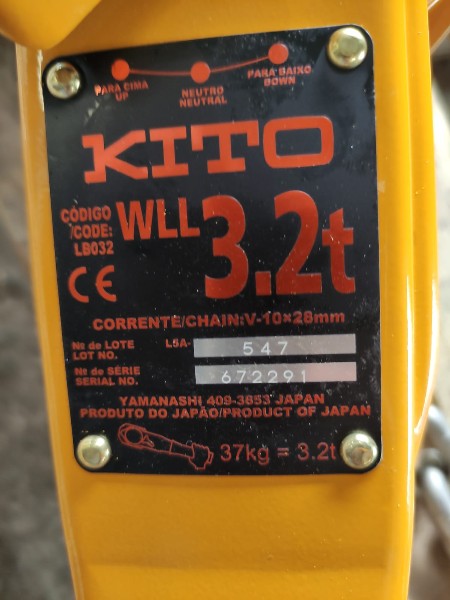 PARA CIMA
UP
NEUTRO
NEUTRAL
PARA BAIXO
DOWN
KITO
CÓDIGO
/CODE:
LB032
WLL 3.2t
CE
CORRENTE/CHAIN:V-10×28mm
Nº de LOTE
LOT NO.
L5A- 547
Nº de SÉRIE
SERIAL NO.
672291
YAMANASHI 409-3853 JAPAN
PRODUTO DO JAPÃO/PRODUCT OF JAPAN
37kg = 3.2t